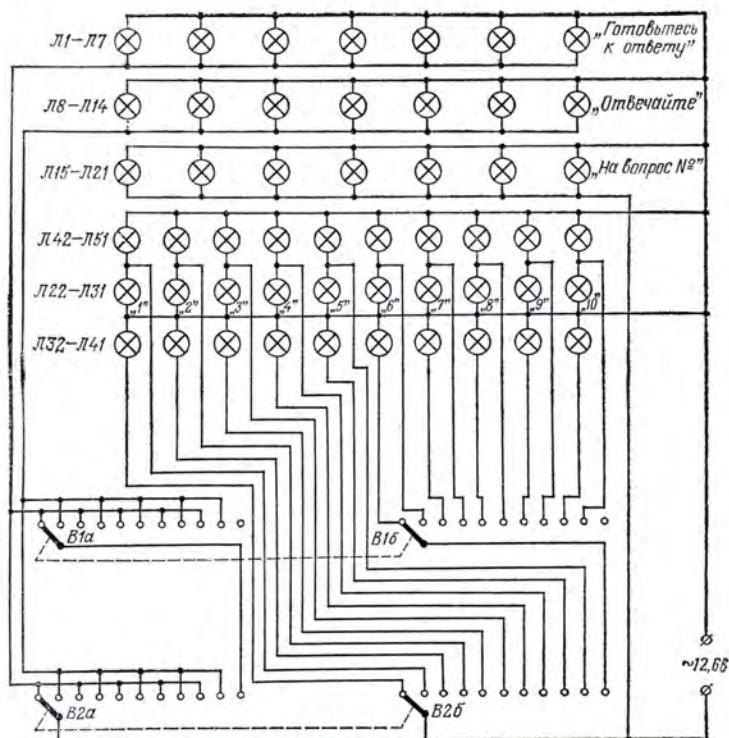 Л1-Л7
„Готовьтесь
к ответу"
Л8-Л14
„Отвечайте"
Л15-Л21
„На вопрос №"
Л42-Л51
Л22-Л31
„1" „2" „3" „4" „5" „6" „7" „8" „9" „10"
Л32-Л41
В1а
В1б
~12,6В
В2а
В2б